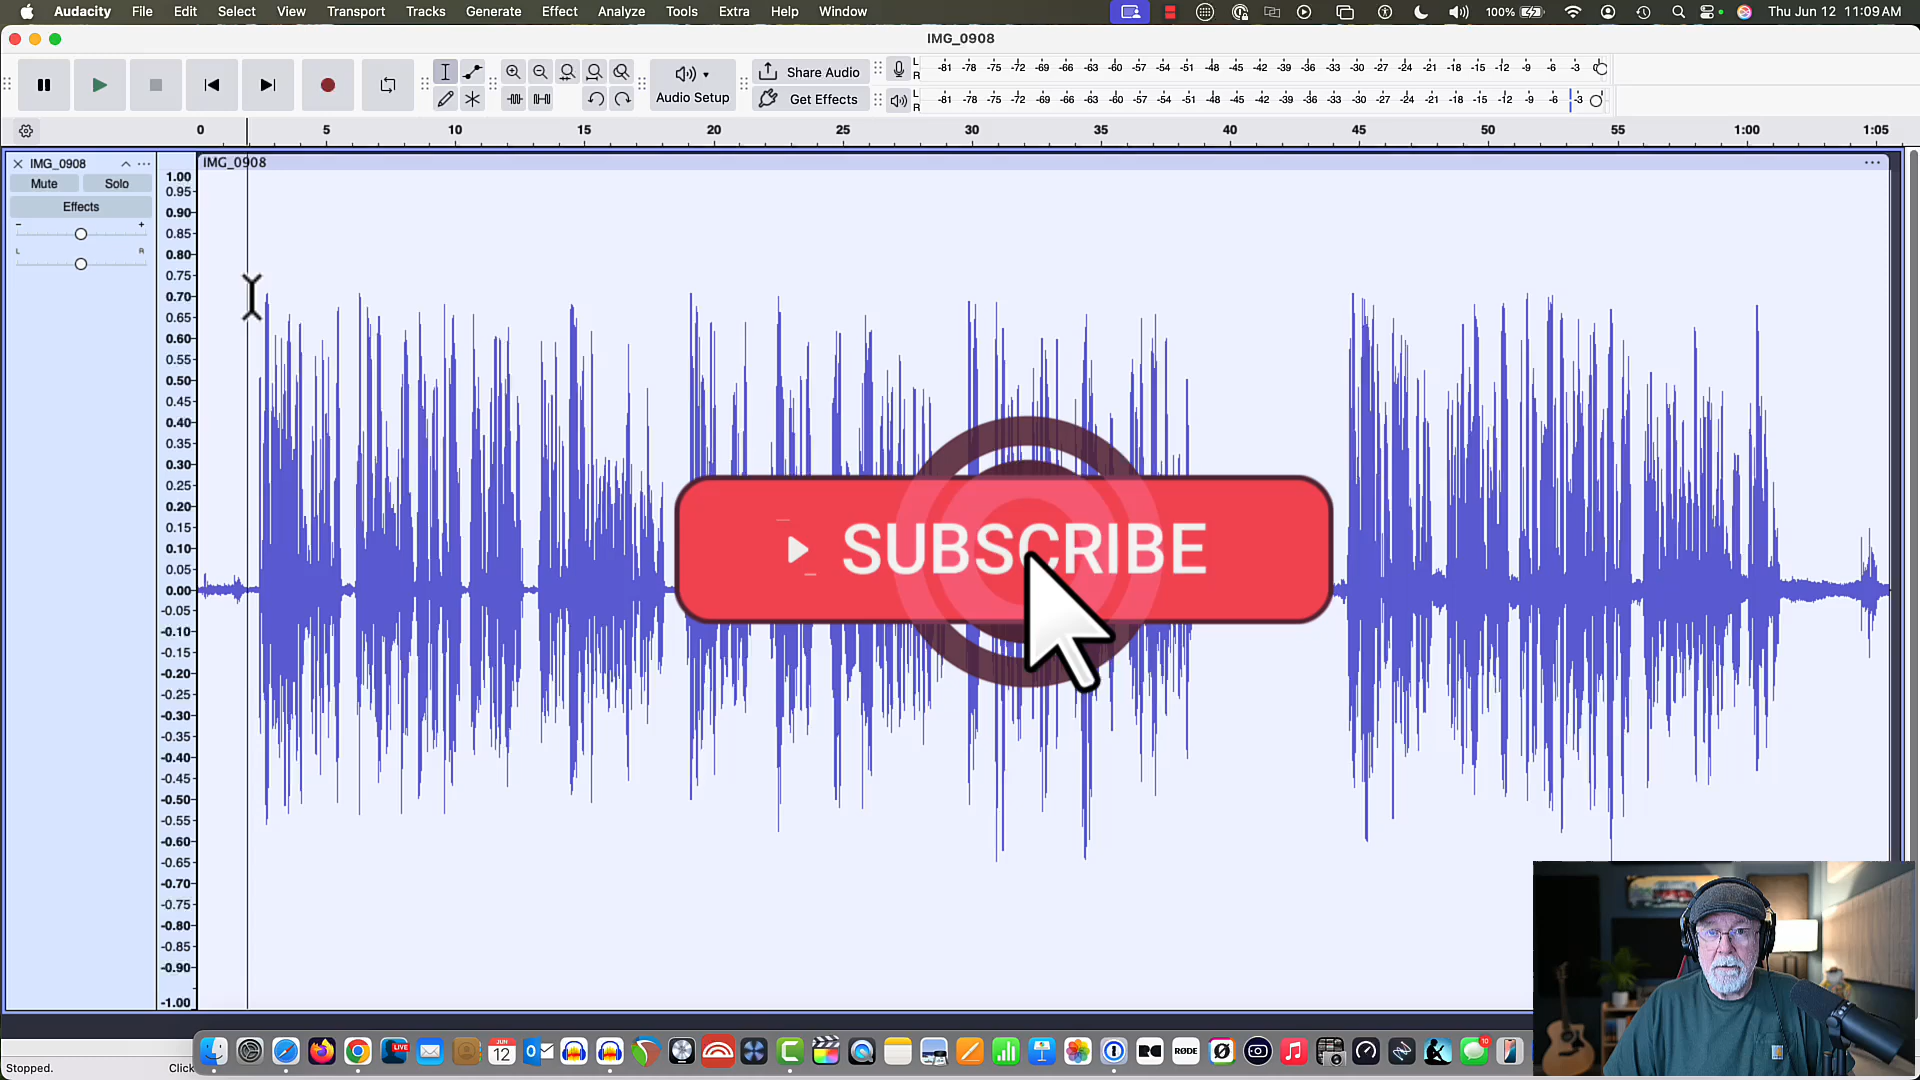 Audacity File Edit Select View Transport Tracks Generate Effect Analyze Tools Extra Help Window 100% Thu Jun 12 11:09 AM
IMG_0908
Audio Setup
Share Audio
Get Effects
L
R
-81 -78 -75 -72 -69 -66 -63 -60 -57 -54 -51 -48 -45 -42 -39 -36 -33 -30 -27 -24 -21 -18 -15 -12 -9 -6 -3
L
R
-81 -78 -75 -72 -69 -66 -63 -60 -57 -54 -51 -48 -45 -42 -39 -36 -33 -30 -27 -24 -21 -18 -15 -12 -9 -6 -3
0 5 10 15 20 25 30 35 40 45 50 55 1:00 1:05
IMG_0908
Mute Solo
Effects
- +
L R
IMG_0908
1.00
0.95
0.90
0.85
0.80
0.75
0.70
0.65
0.60
0.55
0.50
0.45
0.40
0.35
0.30
0.25
0.20
0.15
0.10
0.05
0.00
-0.05
-0.10
-0.15
-0.20
-0.25
-0.30
-0.35
-0.40
-0.45
-0.50
-0.55
-0.60
-0.65
-0.70
-0.75
-0.80
-0.85
-0.90
-1.00
SUBSCRIBE
JUN
12
LIVE
RØDE
10
Stopped.
Click